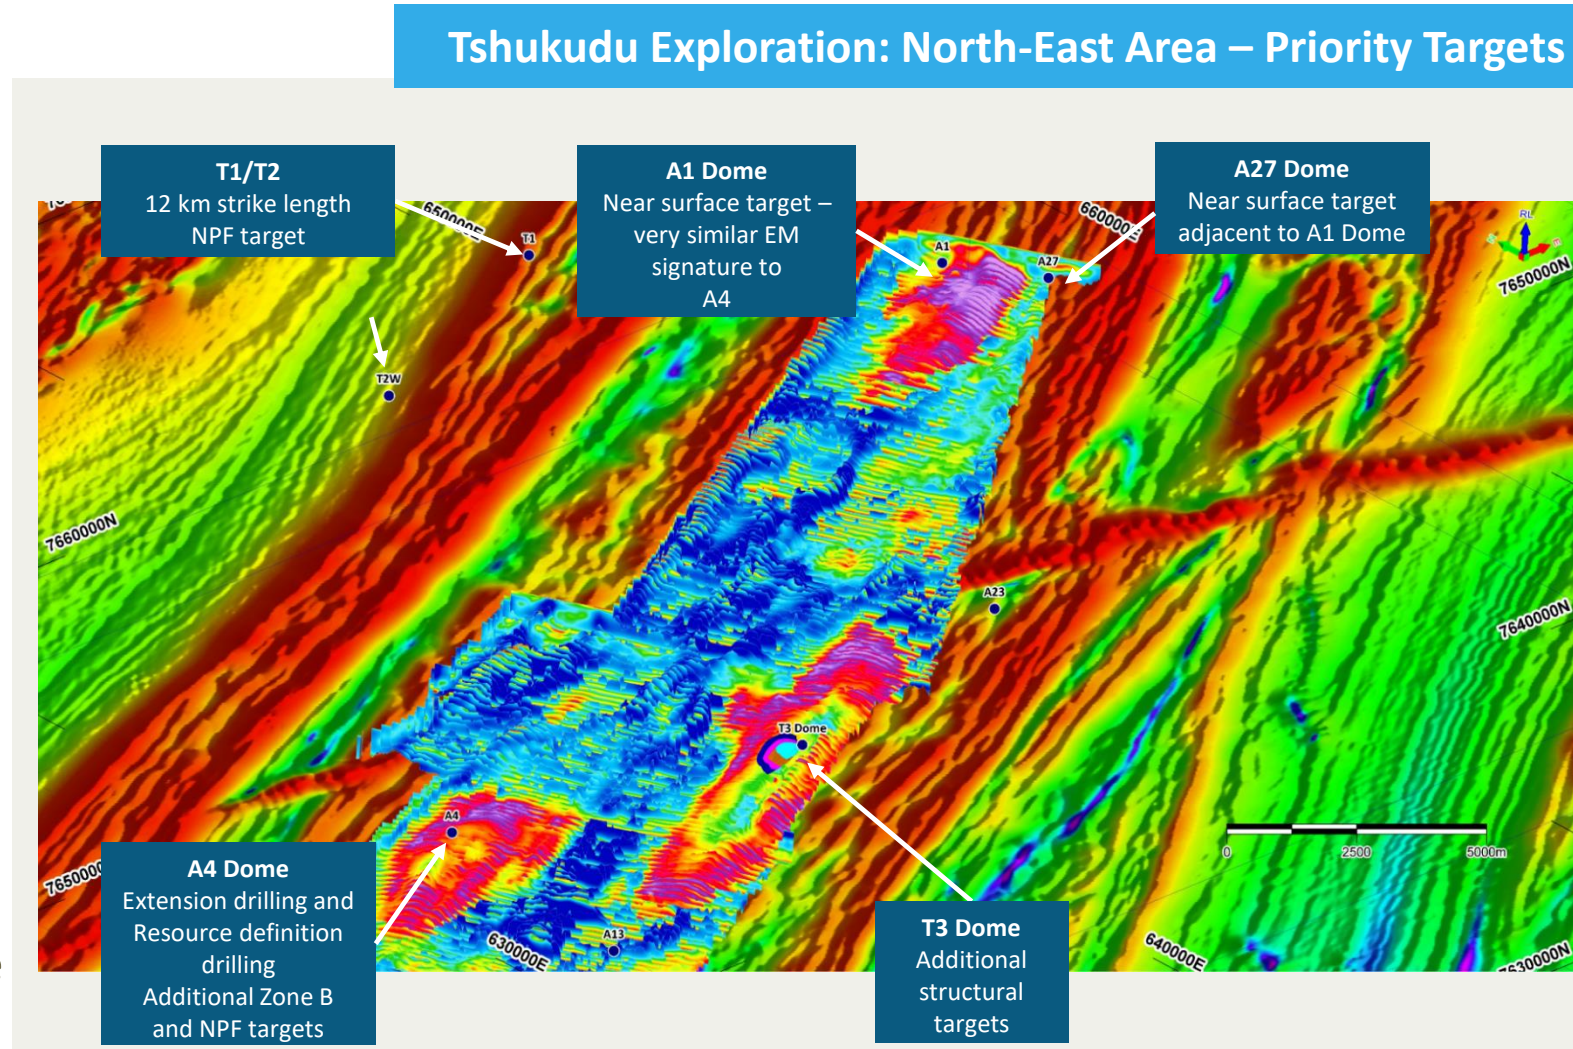 Tshukudu Exploration: North-East Area – Priority Targets
T1/T2
12 km strike length
NPF target
A1 Dome
Near surface target –
very similar EM
signature to
A4
A27 Dome
Near surface target
adjacent to A1 Dome
650000E
660000E
RL
7650000N
T1
A1
A27
T2W
7660000N
A23
7640000N
T3 Dome
A4
0 2500 5000m
A4 Dome
Extension drilling and
Resource definition
drilling
Additional Zone B
and NPF targets
630000E
A13
T3 Dome
Additional
structural
targets
640000E